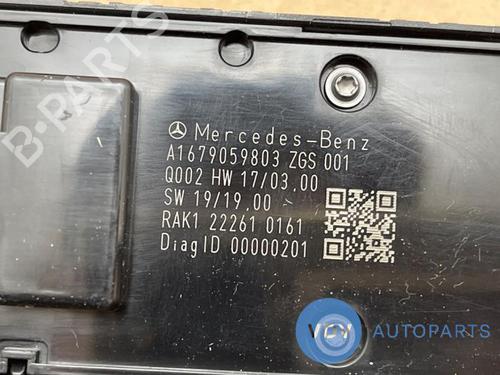 Mercedes-Benz
A1679059803 ZGS 001
Q002 HW 17/03,00
SW 19/19,00
RAK1 22261 0161
DiagID 00000201
B-PARTS
VCV AUTOPARTS